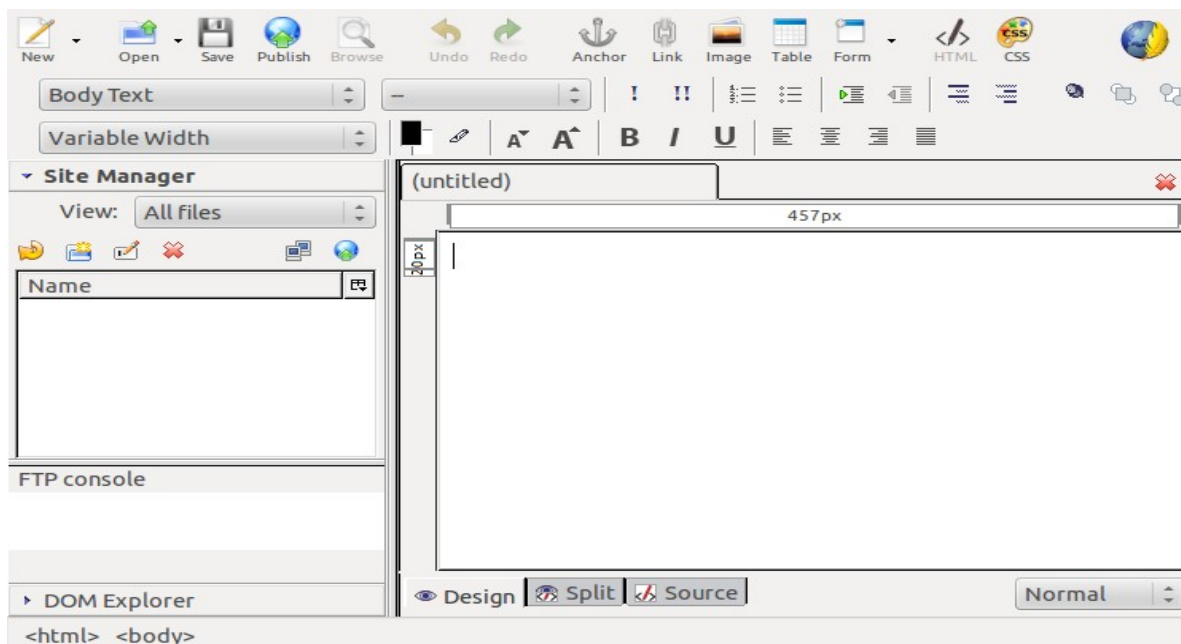 New Open Save Publish Browse Undo Redo Anchor Link Image Table Form HTML CSS
Body Text -- ! !!
Variable Width A A B I U
Site Manager
View: All files
Name
FTP console
DOM Explorer
(untitled)
457px
20px
Design Split Source Normal
<html> <body>